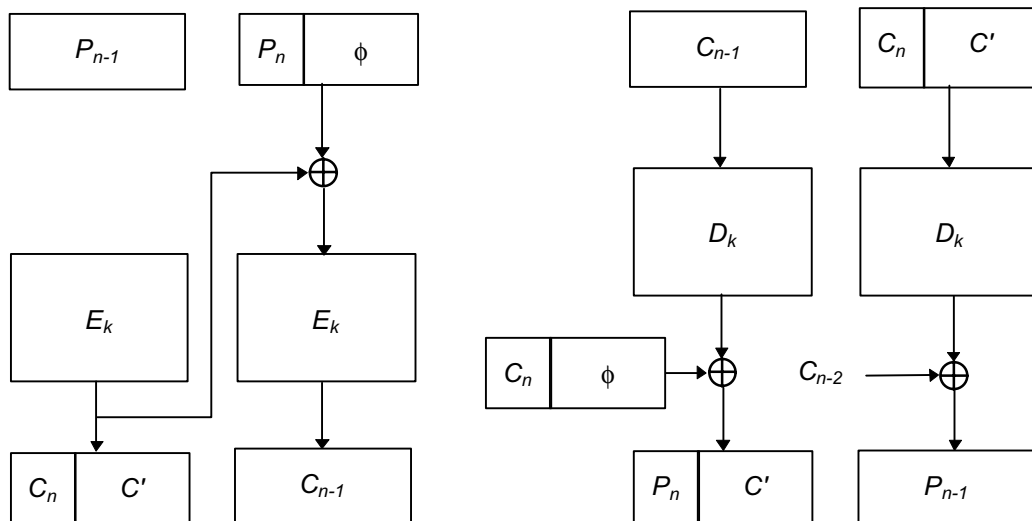 P_{n-1}
P_n φ
E_k
E_k
C_n C'
C_{n-1}
C_{n-1}
C_n C'
D_k
D_k
C_n φ
C_{n-2}
P_n C'
P_{n-1}